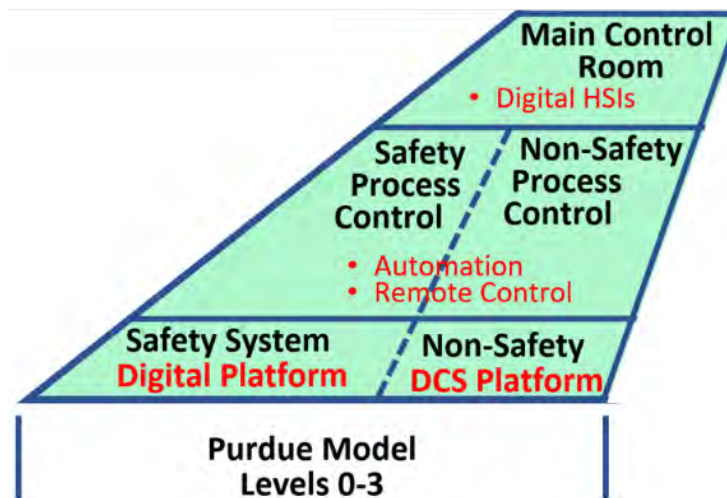 Main Control
Room
• Digital HSIs
Safety
Process
Control
Non-Safety
Process
Control
• Automation
• Remote Control
Safety System
Digital Platform
Non-Safety
DCS Platform
Purdue Model
Levels 0-3